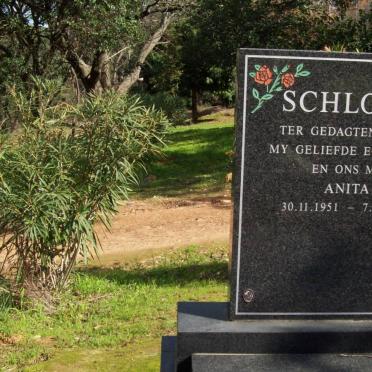 SCHLO
TER GEDAGTEN
MY GELIEFDE E
EN ONS M
ANITA
30.11.1951 – 7.